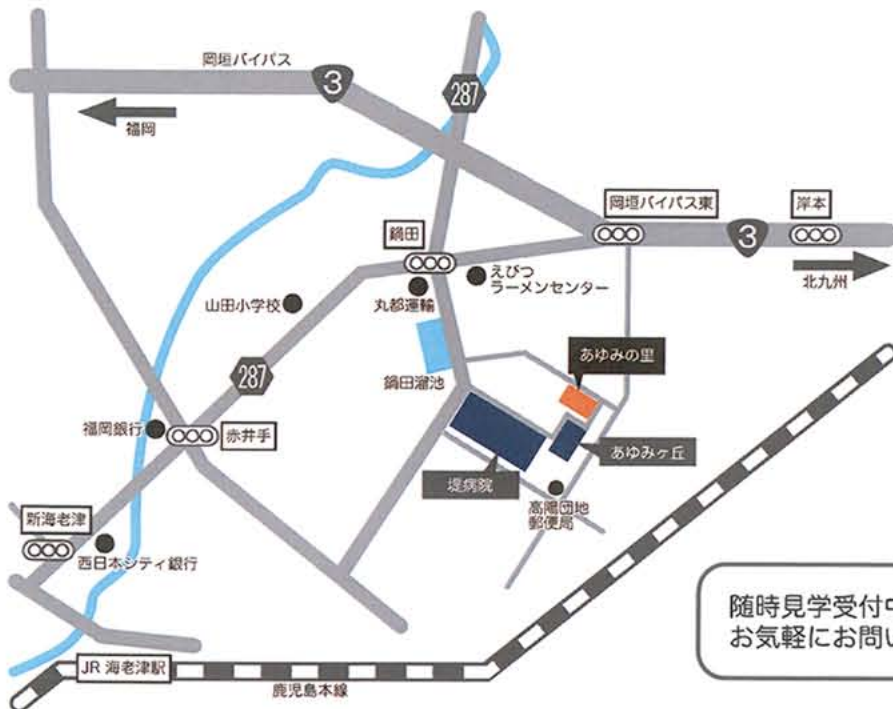 岡垣バイパス
3
287
福岡
岡垣バイパス東
岸本
3
鍋田
北九州
えびつ
ラーメンセンター
山田小学校
丸都運輸
あゆみの里
287
鍋田溜池
福岡銀行
赤井手
あゆみヶ丘
堤病院
高陽団地
郵便局
新海老津
西日本シティ銀行
随時見学受付中
お気軽にお問い
JR 海老津駅
鹿児島本線